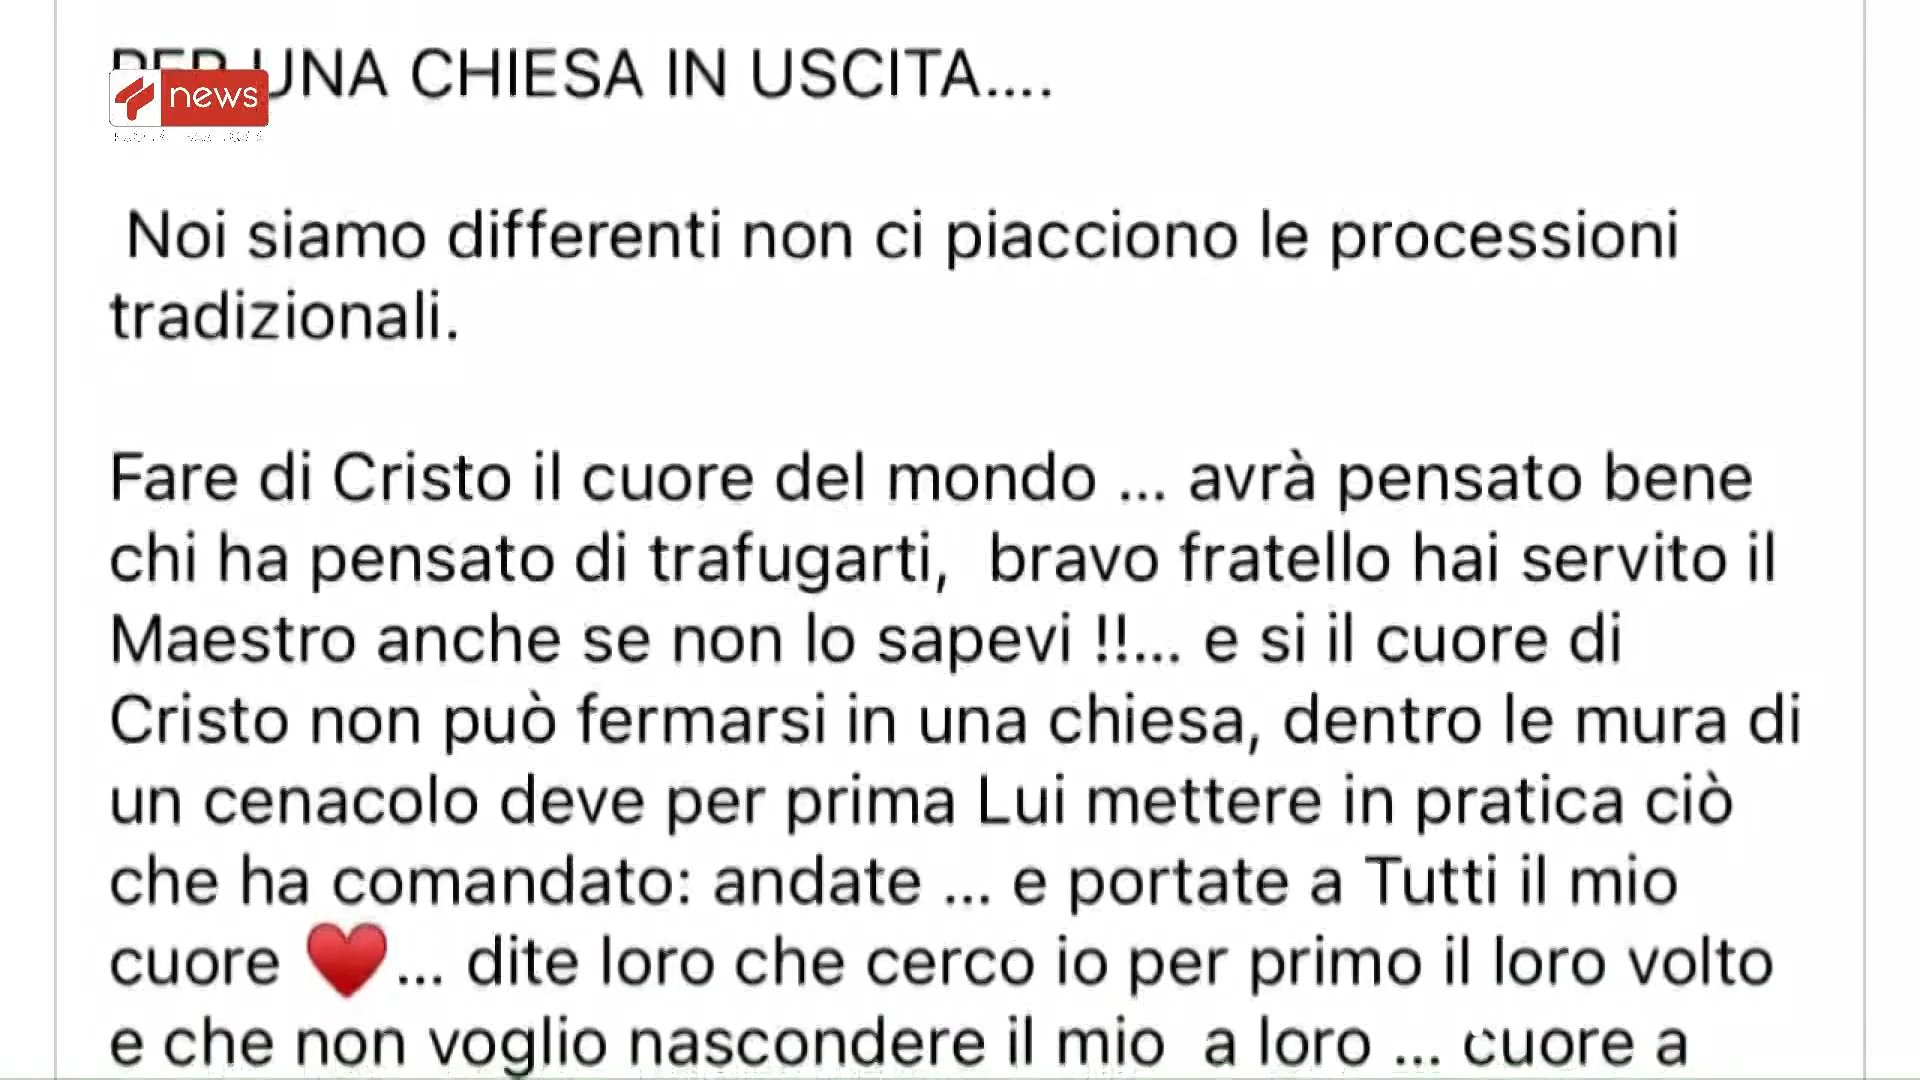 PER UNA CHIESA IN USCITA....
news
Noi siamo differenti non ci piacciono le processioni
tradizionali.
Fare di Cristo il cuore del mondo ... avrà pensato bene
chi ha pensato di trafugarti,  bravo fratello hai servito il
Maestro anche se non lo sapevi !!... e si il cuore di
Cristo non può fermarsi in una chiesa, dentro le mura di
un cenacolo deve per prima Lui mettere in pratica ciò
che ha comandato: andate ... e portate a Tutti il mio
cuore ♥️... dite loro che cerco io per primo il loro volto
e che non voglio nascondere il mio  a loro ... cuore a